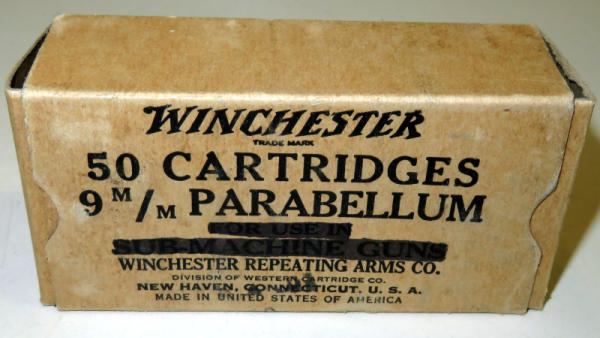 WINCHESTER
TRADE MARK
50 CARTRIDGES
9 M/M PARABELLUM
FOR USE IN
SUB-MACHINE GUNS
WINCHESTER REPEATING ARMS CO.
DIVISION OF WESTERN CARTRIDGE CO.
NEW HAVEN, CONNECTICUT, U. S. A.
MADE IN UNITED STATES OF AMERICA